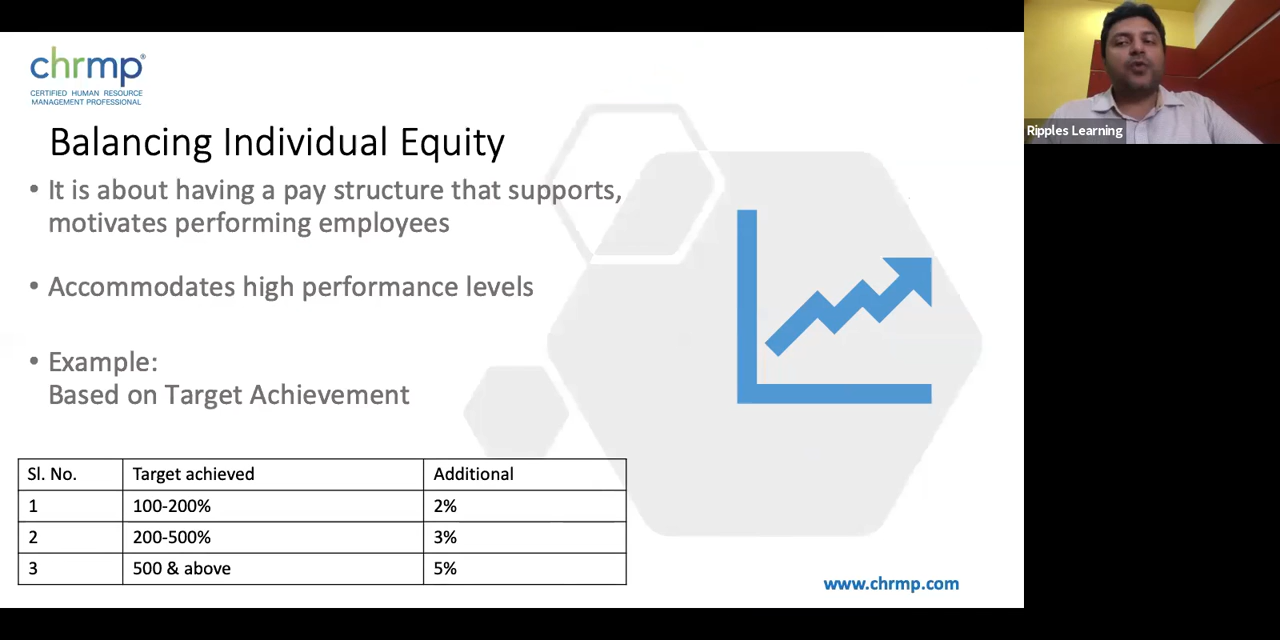 chrmp®
CERTIFIED HUMAN RESOURCE
MANAGEMENT PROFESSIONAL
Balancing Individual Equity
• It is about having a pay structure that supports,
motivates performing employees
• Accommodates high performance levels
• Example:
Based on Target Achievement
Sl. No. Target achieved Additional
1 100-200% 2%
2 200-500% 3%
3 500 & above 5%
www.chrmp.com
Ripples Learning